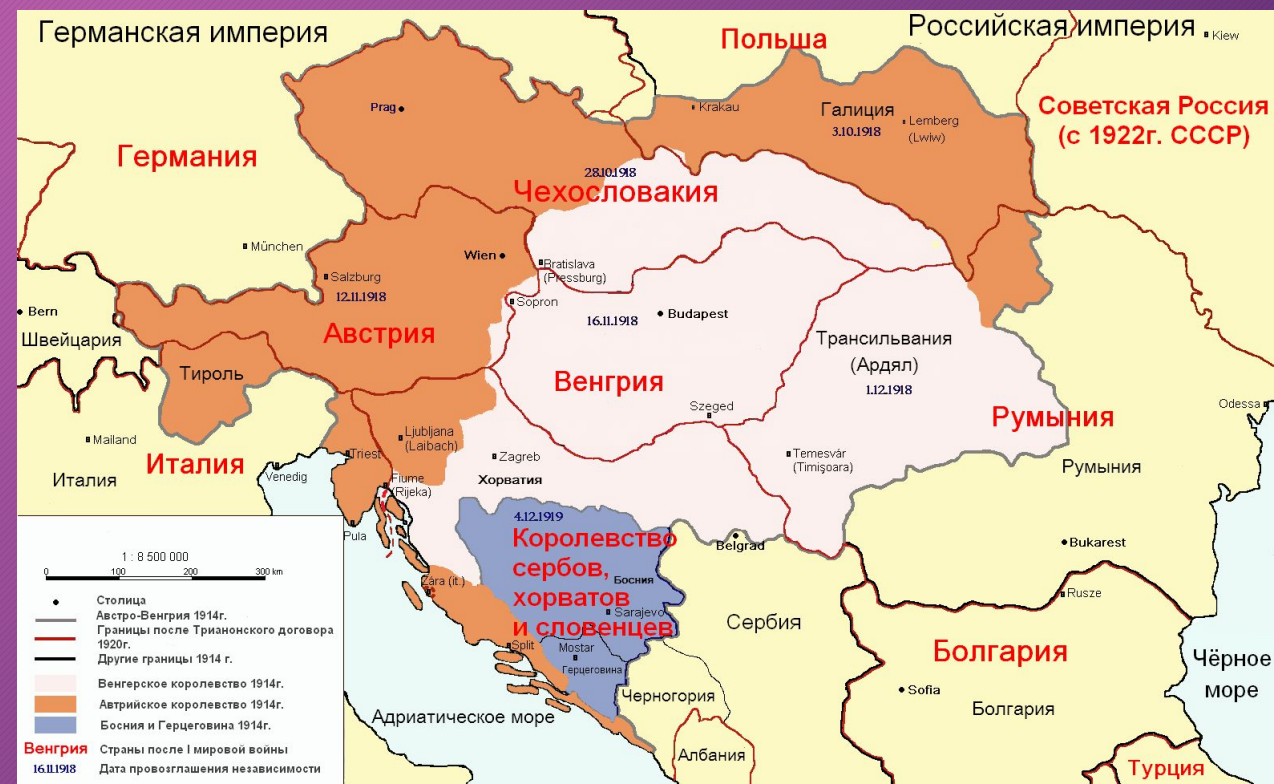 Германская империя
Польша
Российская империя
Kiew
Prag
Krakau
Галиция
3.10.1918
Lemberg
(Lwiw)
Советская Россия
(с 1922г. СССР)
Германия
28.10.1918
Чехословакия
München
Wien
Salzburg
12.11.1918
Bratislava
(Pressburg)
Sopron
Bern
Швейцария
Австрия
16.11.1918
Budapest
Трансильвания
(Ардял)
1.12.1918
Тироль
Венгрия
Szeged
Румыния
Odessa
Mailand
Италия
Италия
Venedig
Triest
Ljubljana
(Laibach)
Zagreb
Хорватия
Fiume
(Rijeka)
Temesvár
(Timişoara)
Румыния
Pula
4.12.1919
Королевство
сербов,
хорватов
и словенцев
Босния
Sarajevo
Belgrad
Bukarest
Zára (it.)
Split
Mostar
Герцеговина
Сербия
Rusze
Болгария
Чёрное
море
Sofia
Болгария
Черногория
Адриатическое море
Албания
Турция
1 : 8 500 000
0 100 200 300 km
Столица
Австро-Венгрия 1914г.
Границы после Трианонского договора
1920г.
Другие границы 1914 г.
Венгерское королевство 1914г.
Автрийское королевство 1914г.
Босния и Герцеговина 1914г.
Венгрия Страны после I мировой войны
16.11.1918 Дата провозглашения независимости